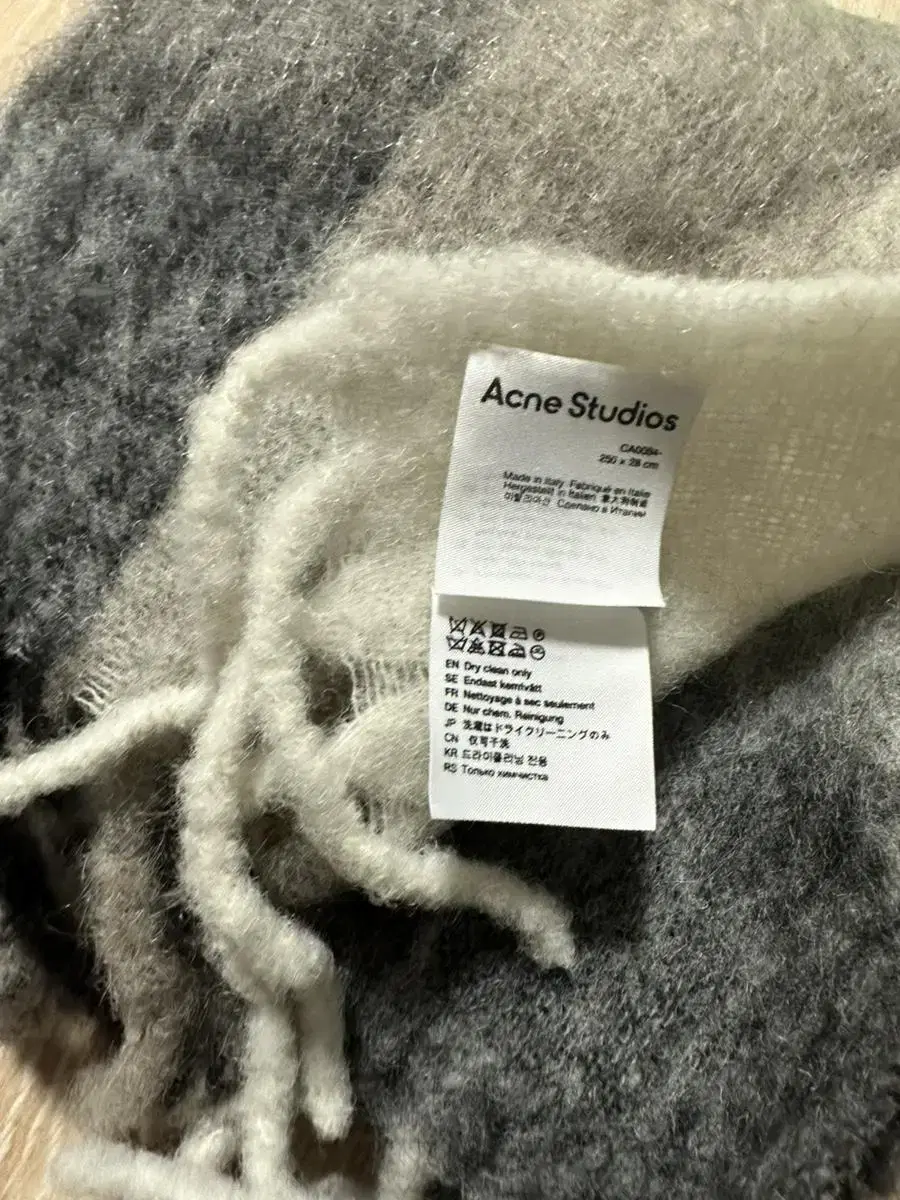 Acne Studios
CA0084-
250 x 28 cm
Made in Italy Fabriqué en Italie
Hergestellt in Italien 意大利制造
이탈리아산 Сделано в Италии
EN Dry clean only
SE Endast kemtvätt
FR Nettoyage à sec seulement
DE Nur chem. Reinigung
JP 洗濯はドライクリーニングのみ
CN 仅可干洗
KR 드라이클리닝 전용
RS Только химчистка